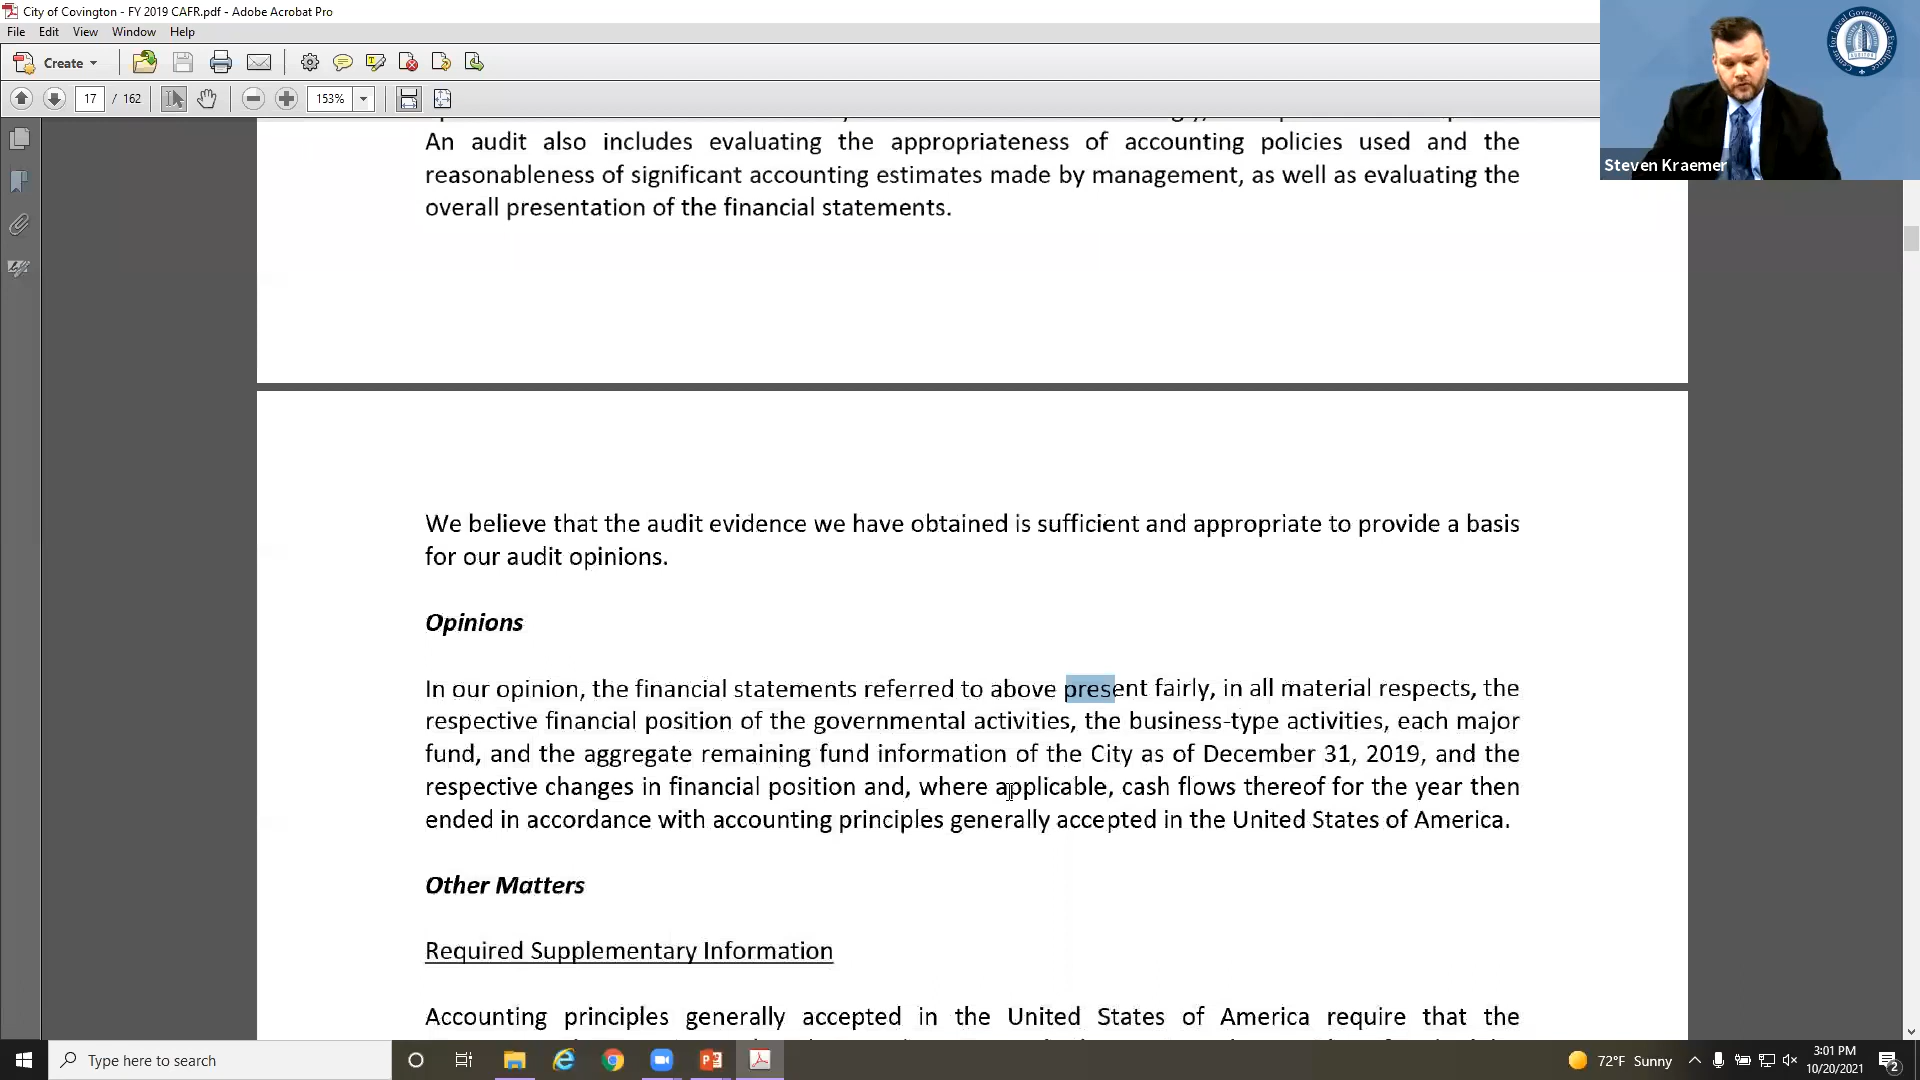 City of Covington - FY 2019 CAFR.pdf - Adobe Acrobat Pro
File Edit View Window Help
Create
17 / 162 153%
An audit also includes evaluating the appropriateness of accounting policies used and the
reasonableness of significant accounting estimates made by management, as well as evaluating the
overall presentation of the financial statements.
Steven Kraemer
Center for Local Government Excellence
We believe that the audit evidence we have obtained is sufficient and appropriate to provide a basis
for our audit opinions.
Opinions
In our opinion, the financial statements referred to above present fairly, in all material respects, the
respective financial position of the governmental activities, the business-type activities, each major
fund, and the aggregate remaining fund information of the City as of December 31, 2019, and the
respective changes in financial position and, where applicable, cash flows thereof for the year then
ended in accordance with accounting principles generally accepted in the United States of America.
Other Matters
Required Supplementary Information
Accounting principles generally accepted in the United States of America require that the
Type here to search
72°F Sunny
3:01 PM
10/20/2021
2